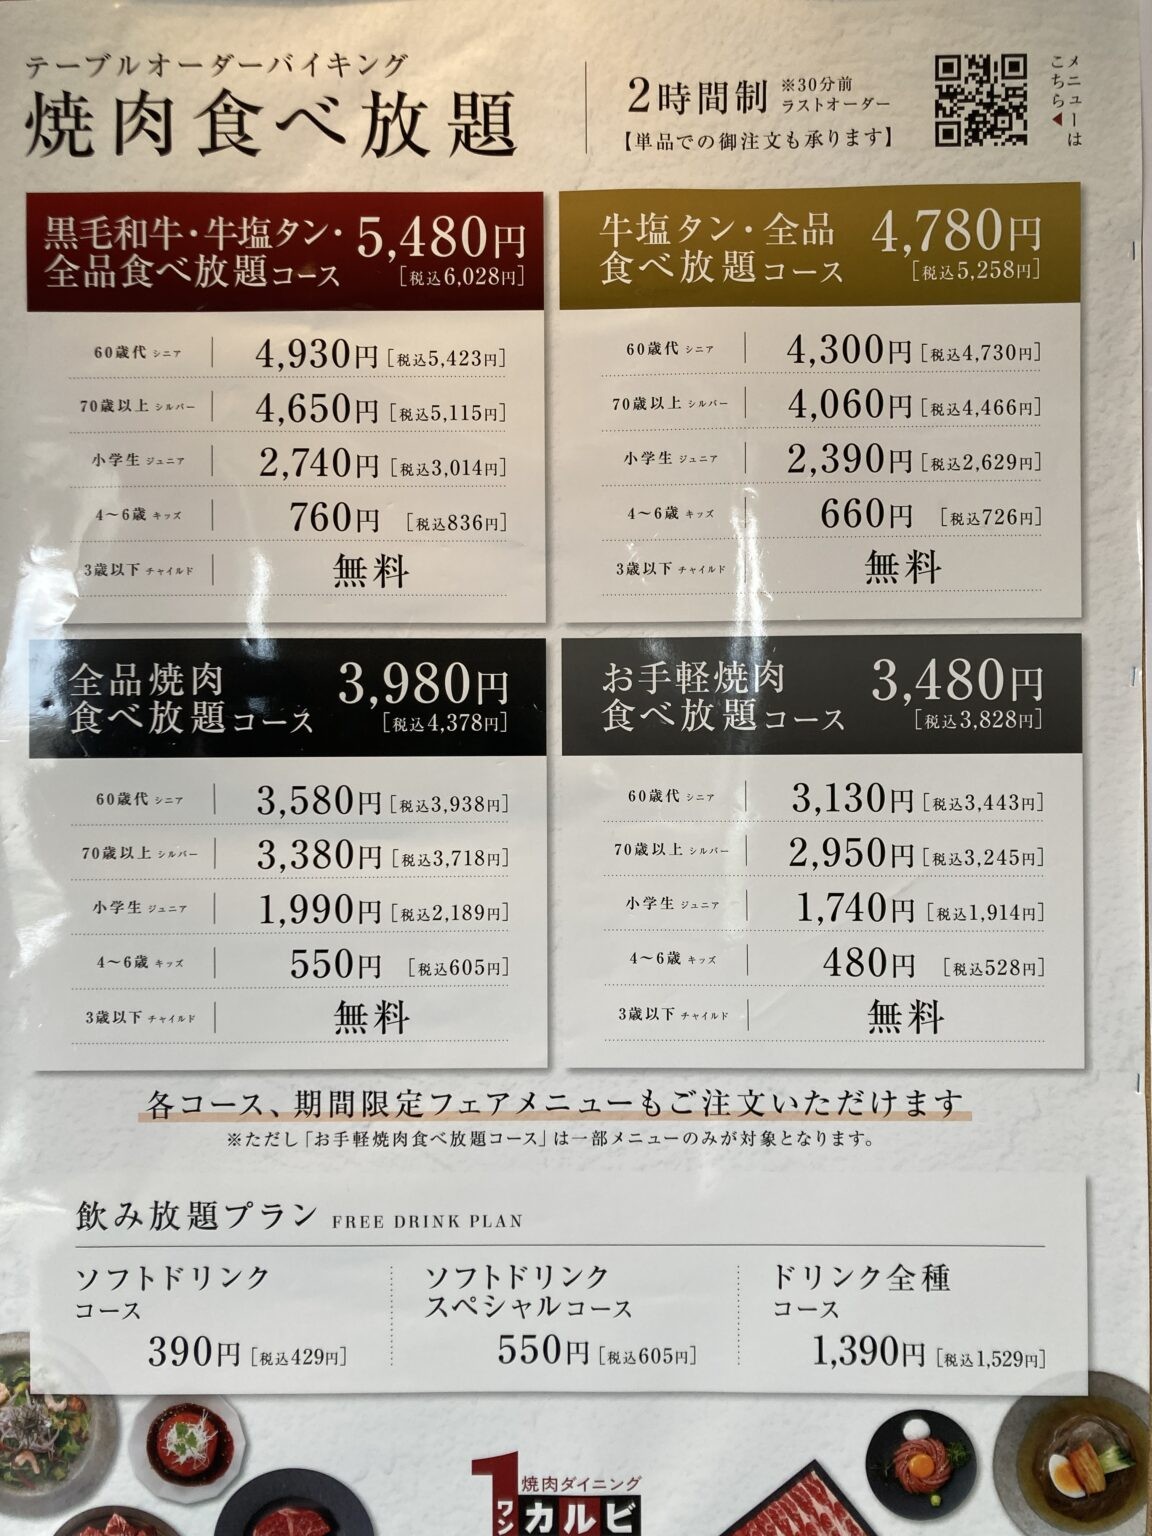 テーブルオーダーバイキング
焼肉食べ放題
2時間制 ※30分前
ラストオーダー
【単品での御注文も承ります】
メニューは
こちら◀
黒毛和牛・牛塩タン・
全品食べ放題コース
5,480円
[税込6,028円]
60歳代 シニア 4,930円 [税込5,423円]
70歳以上 シルバー 4,650円 [税込5,115円]
小学生 ジュニア 2,740円 [税込3,014円]
4〜6歳 キッズ 760円 [税込836円]
3歳以下 チャイルド 無料
牛塩タン・全品
食べ放題コース
4,780円
[税込5,258円]
60歳代 シニア 4,300円 [税込4,730円]
70歳以上 シルバー 4,060円 [税込4,466円]
小学生 ジュニア 2,390円 [税込2,629円]
4〜6歳 キッズ 660円 [税込726円]
3歳以下 チャイルド 無料
全品焼肉
食べ放題コース
3,980円
[税込4,378円]
60歳代 シニア 3,580円 [税込3,938円]
70歳以上 シルバー 3,380円 [税込3,718円]
小学生 ジュニア 1,990円 [税込2,189円]
4〜6歳 キッズ 550円 [税込605円]
3歳以下 チャイルド 無料
お手軽焼肉
食べ放題コース
3,480円
[税込3,828円]
60歳代 シニア 3,130円 [税込3,443円]
70歳以上 シルバー 2,950円 [税込3,245円]
小学生 ジュニア 1,740円 [税込1,914円]
4〜6歳 キッズ 480円 [税込528円]
3歳以下 チャイルド 無料
各コース、期間限定フェアメニューもご注文いただけます
※ただし「お手軽焼肉食べ放題コース」は一部メニューのみが対象となります。
飲み放題プラン FREE DRINK PLAN
ソフトドリンク
コース
390円 [税込429円]
ソフトドリンク
スペシャルコース
550円 [税込605円]
ドリンク全種
コース
1,390円 [税込1,529円]
1
ワン
焼肉ダイニング
カルビ